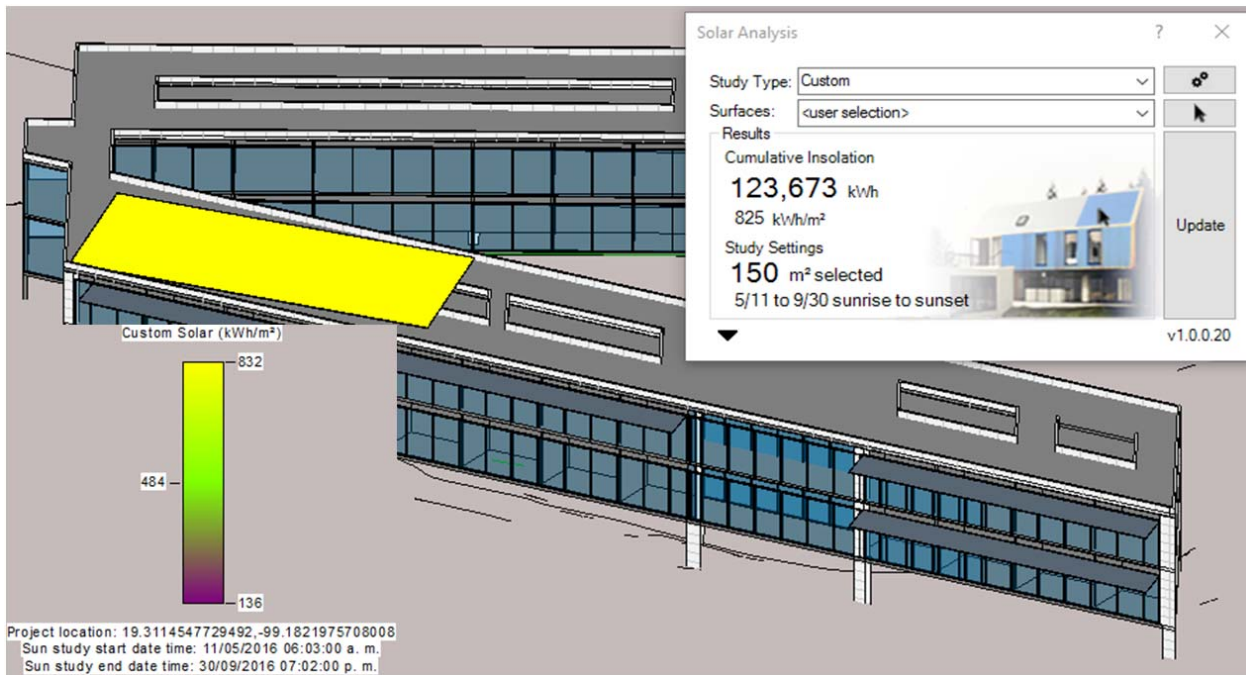 Solar Analysis
?
Study Type: Custom
Surfaces: <user selection>
Results
Cumulative Insolation
123,673 kWh
825 kWh/m²
Study Settings
150 m² selected
5/11 to 9/30 sunrise to sunset
Update
v1.0.0.20
Custom Solar (kWh/m²)
832
484
136
Project location: 19.3114547729492,-99.1821975708008
Sun study start date time: 11/05/2016 06:03:00 a. m.
Sun study end date time: 30/09/2016 07:02:00 p. m.